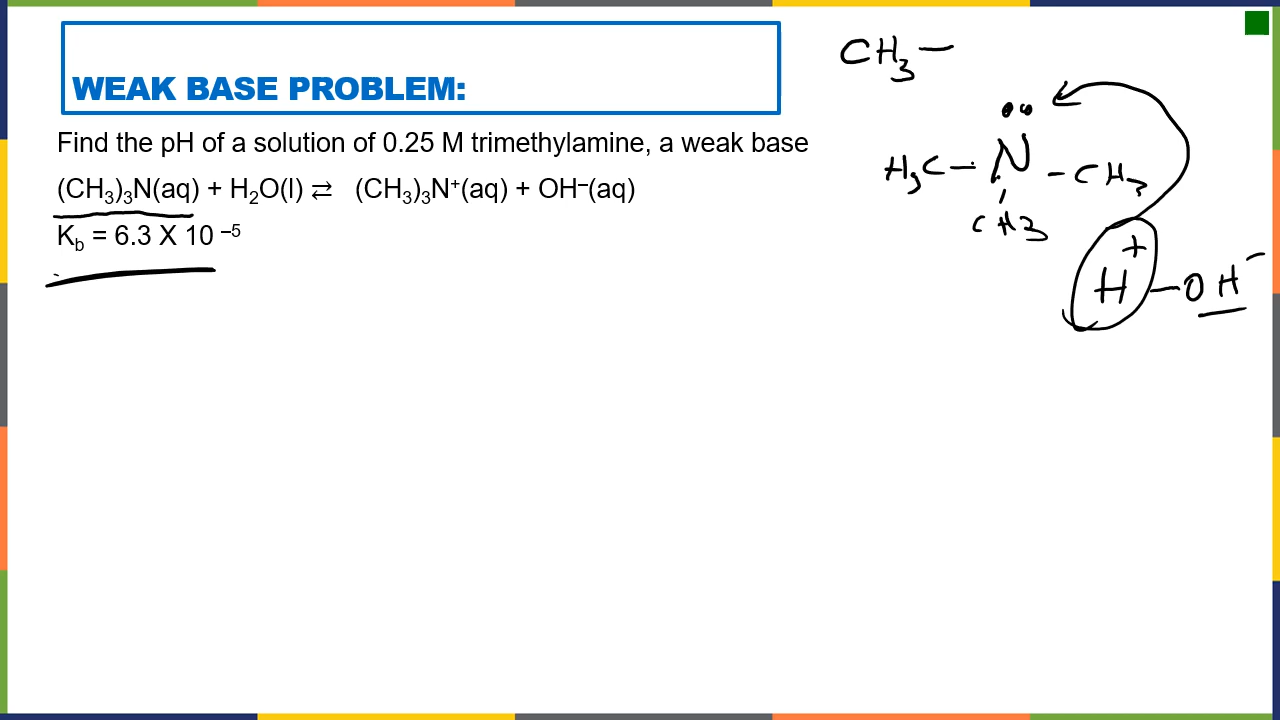 WEAK BASE PROBLEM:
Find the pH of a solution of 0.25 M trimethylamine, a weak base
(CH₃)₃N(aq) + H₂O(l) ⇄ (CH₃)₃N⁺(aq) + OH⁻(aq)
K_b = 6.3 X 10 ⁻⁵
CH₃—
••
H₃C—N–CH₃
CH3
+
H—OH⁻